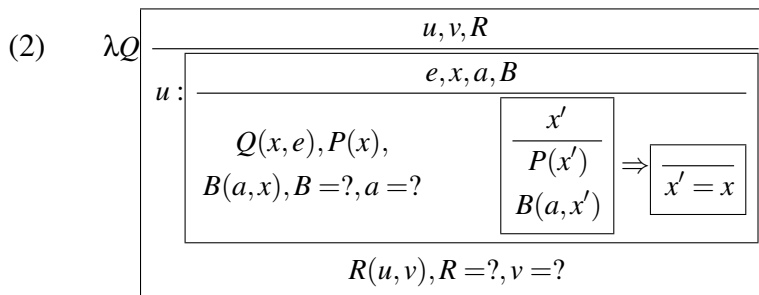 (2) λQ
u, v, R
u :
e, x, a, B
Q(x, e), P(x),
B(a, x), B =?, a =?
x′
P(x′)
B(a, x′)
⇒
x′ = x
R(u, v), R =?, v =?